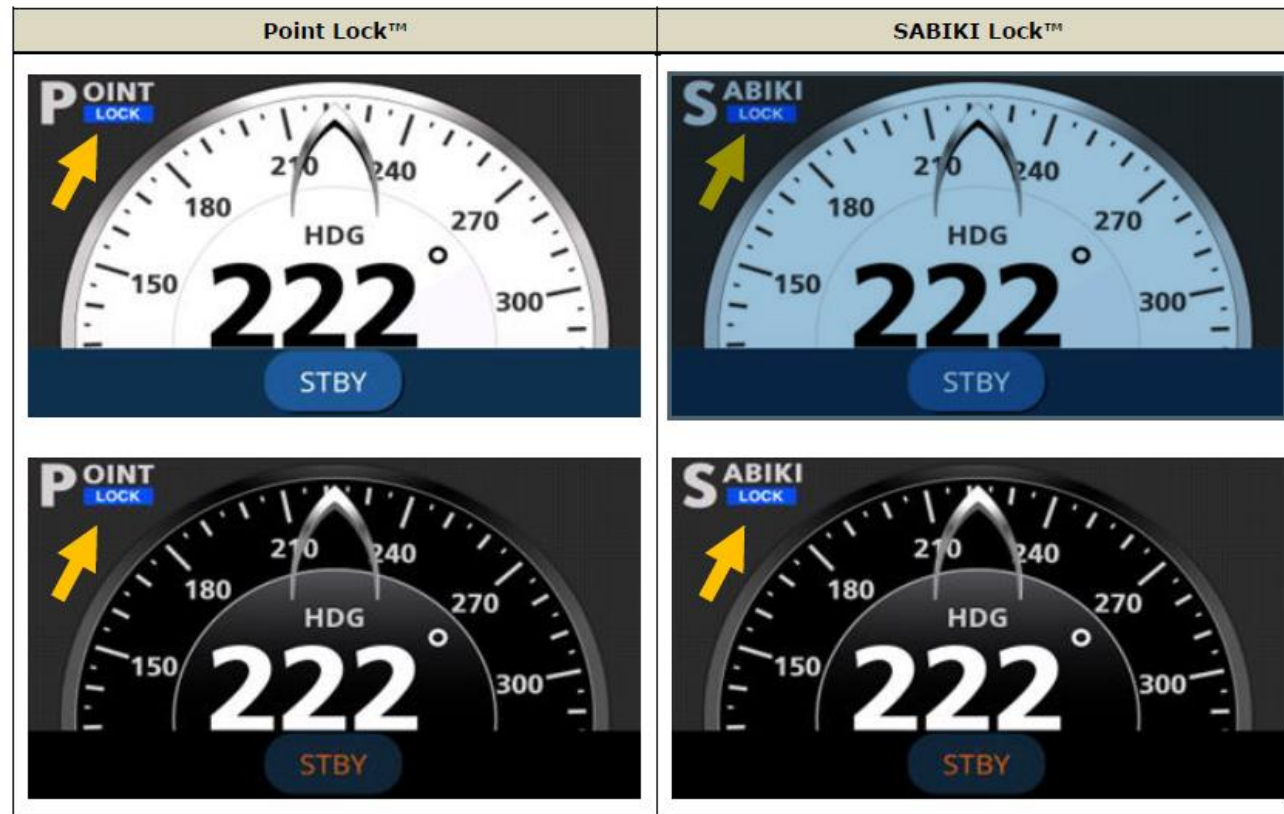 Point Lock™
SABIKI Lock™
POINT
LOCK
150
180
210
240
270
300
HDG
222°
STBY
SABIKI
LOCK
150
180
210
240
270
300
HDG
222°
STBY
POINT
LOCK
150
180
210
240
270
300
HDG
222°
STBY
SABIKI
LOCK
150
180
210
240
270
300
HDG
222°
STBY